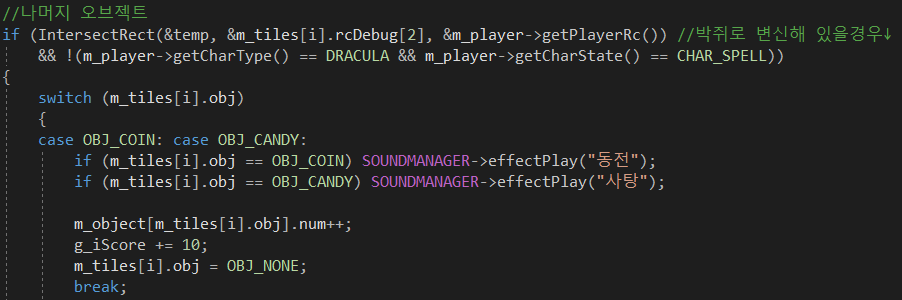 //나머지 오브젝트
if (IntersectRect(&temp, &m_tiles[i].rcDebug[2], &m_player->getPlayerRc()) //박쥐로 변신해 있을경우↓
&& !(m_player->getCharType() == DRACULA && m_player->getCharState() == CHAR_SPELL))
{
switch (m_tiles[i].obj)
{
case OBJ_COIN: case OBJ_CANDY:
if (m_tiles[i].obj == OBJ_COIN) SOUNDMANAGER->effectPlay("동전");
if (m_tiles[i].obj == OBJ_CANDY) SOUNDMANAGER->effectPlay("사탕");
m_object[m_tiles[i].obj].num++;
g_iScore += 10;
m_tiles[i].obj = OBJ_NONE;
break;